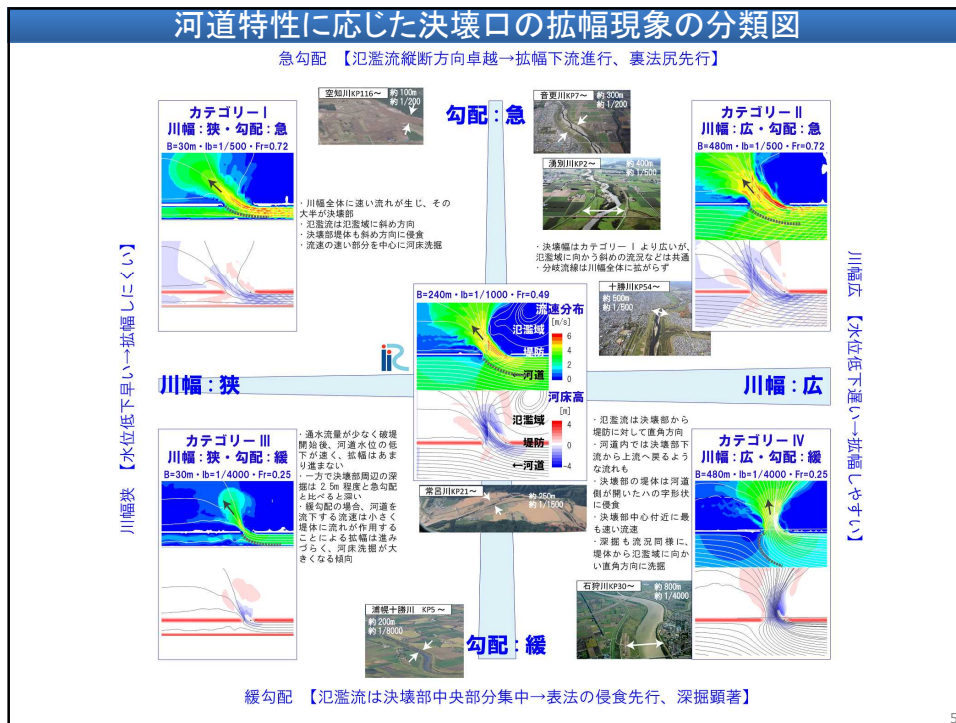 河道特性に応じた決壊口の拡幅現象の分類図
急勾配 【氾濫流縦断方向卓越→拡幅下流進行、裏法尻先行】
カテゴリーⅠ
川幅：狭・勾配：急
B=30m・Ib=1/500・Fr=0.72
空知川KP116～
約100m
約1/200
勾配：急
音更川KP7～
約300m
約1/200
湧別川KP2～
約400m
約1/500
カテゴリーⅡ
川幅：広・勾配：急
B=480m・Ib=1/500・Fr=0.72
・川幅全体に速い流れが生じ、その
大半が決壊部
・氾濫流は氾濫域に斜め方向
・決壊部堤体も斜め方向に侵食
・流速の速い部分を中心に河床洗掘
・決壊幅はカテゴリーⅠより広いが、
氾濫域に向かう斜めの流況などは共通
・分岐流線は川幅全体に拡がらず
十勝川KP54～
約500m
約1/500
川幅狭 【水位低下早い→拡幅しにくい】
川幅広 【水位低下遅い→拡幅しやすい】
B=240m・Ib=1/1000・Fr=0.49
流速分布
[m/s]
氾濫域
堤防
←河道
6
4
2
0
河床高
[m]
氾濫域
堤防
←河道
4
0
-4
iRiC
川幅：狭
川幅：広
カテゴリーⅢ
川幅：狭・勾配：緩
B=30m・Ib=1/4000・Fr=0.25
・通水流量が少なく破堤
開始後、河道水位の低
下が速く、拡幅はあま
り進まない
・一方で決壊部周辺の深
掘は 2.5m 程度と急勾配
と比べると深い
・緩勾配の場合、河道を
流下する流速は小さく
堤体に流れが作用する
ことによる拡幅は進み
づらく、河床洗掘が大
きくなる傾向
常呂川KP21～
約250m
約1/1500
・氾濫流は決壊部から
堤防に対して直角方向
・河道内では決壊部下
流から上流へ戻るよう
な流れも
・決壊部の堤体は河道
側が開いたハの字形状
に侵食
・決壊部中心付近に最
も速い流速
・深掘も流況同様に、
堤体から氾濫域に向か
い直角方向に洗掘
カテゴリーⅣ
川幅：広・勾配：緩
B=480m・Ib=1/4000・Fr=0.25
浦幌十勝川 KP5～
約200m
約1/8000
勾配：緩
石狩川KP30～
約800m
約1/4000
緩勾配 【氾濫流は決壊部中央部分集中→表法の侵食先行、深掘顕著】
5